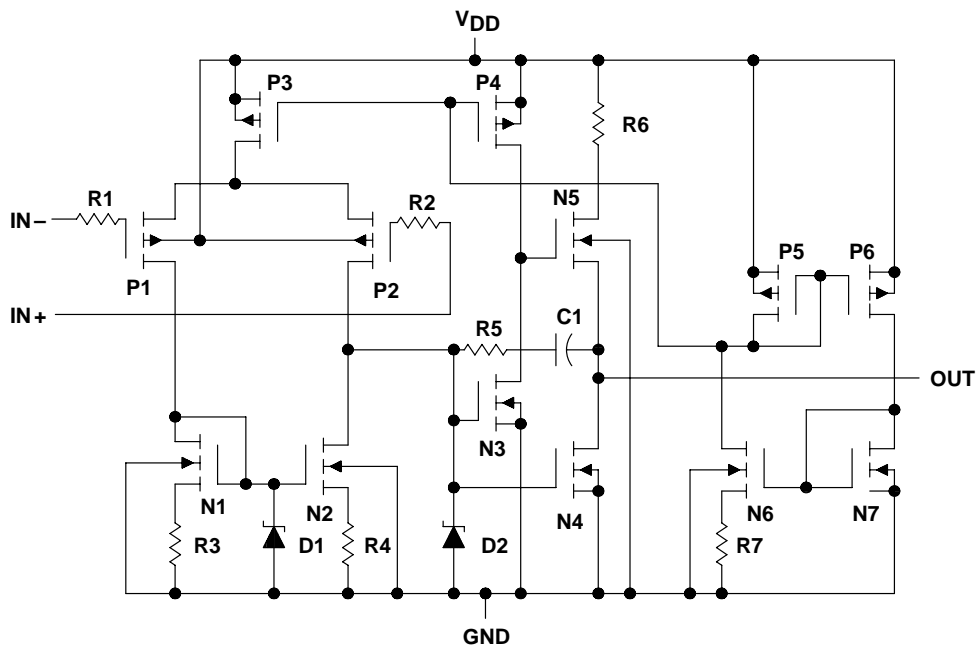 VDD
P3
P4
R6
R1
R2
N5
IN–
P5
P6
P1
P2
IN+
R5
C1
OUT
N3
N1
N2
N4
N6
N7
R3
D1
R4
D2
R7
GND